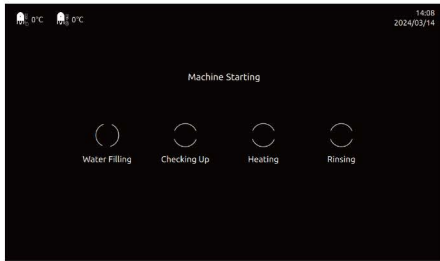 0°C 0°C
14:08
2024/03/14
Machine Starting
Water Filling
Checking Up
Heating
Rinsing